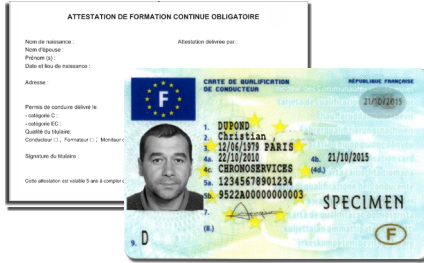 ATTESTATION DE FORMATION CONTINUE OBLIGATOIRE
Nom de naissance :
Attestation délivrée par :
Nom d'épouse :
Prénom (s) :
Date et lieu de naissance :
Adresse :
Permis de conduire délivré le:
- catégorie C :
- catégorie EC :
Qualité du titulaire:
Conducteur □ ; Formateur □ ; Moniteur
Signature du titulaire
Cette attestation est valable 5 ans à compter
CARTE DE QUALIFICATION
DE CONDUCTEUR
RÉPUBLIQUE FRANÇAISE
F
21/10/2015
1. DUPOND
2. Christian
3. 12/06/1979 PARIS
4a. 22/10/2010
4b. 21/10/2015
4c. CHRONOSERVICES
(4d.)
5a. 12345678901234
5b. 9522A00000000003
7.
SPECIMEN
(8.)
F
9. D